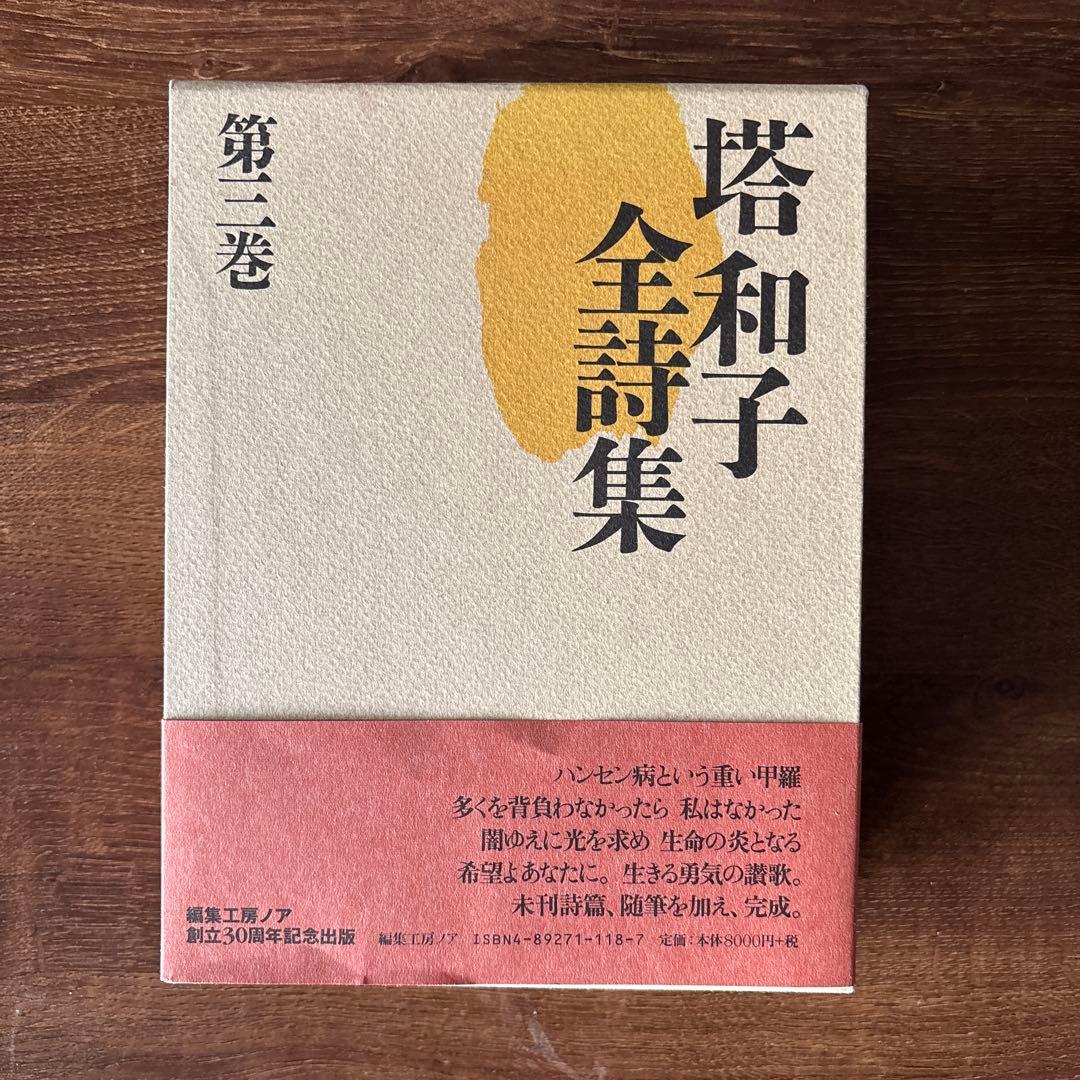 塔 和子
全詩集
第三巻
ハンセン病という重い甲羅
多くを背負わなかったら 私はなかった
闇ゆえに光を求め 生命の炎となる
希望よあなたに。生きる勇気の讃歌。
未刊詩篇、随筆を加え、完成。
編集工房ノア
創立30周年記念出版
編集工房ノア ISBN4-89271-118-7 定価：本体8000円+税